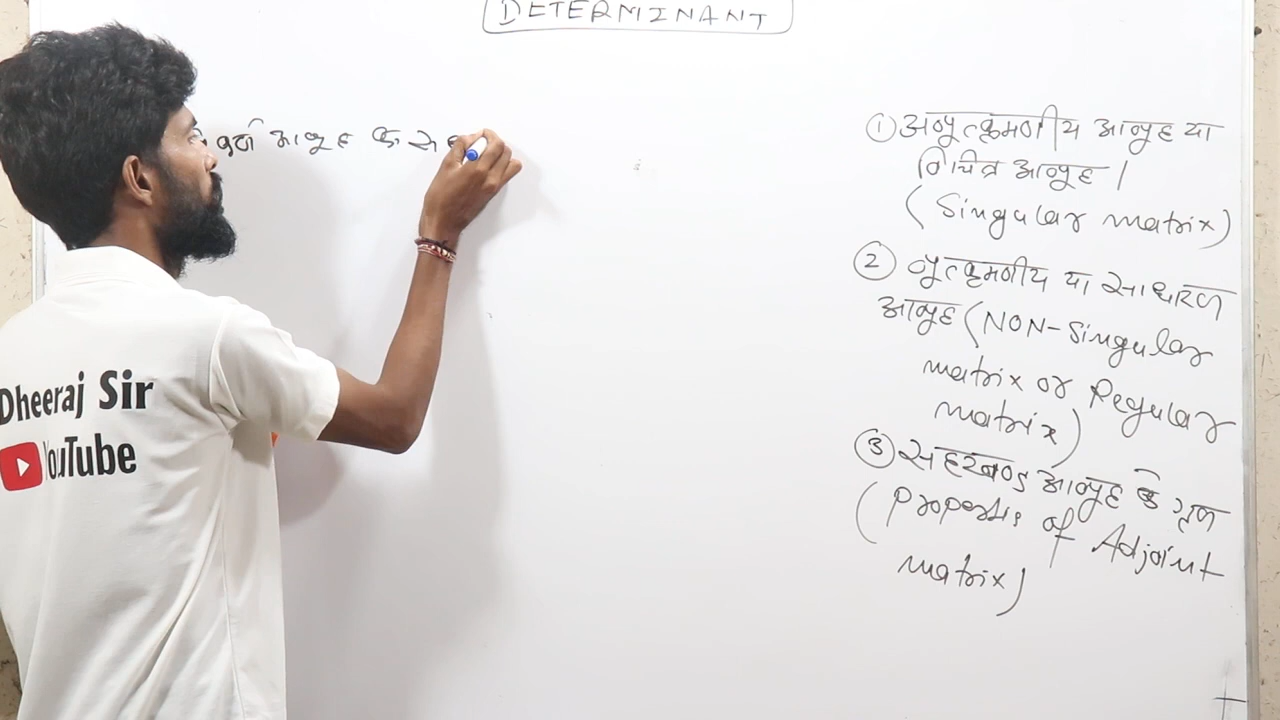 DETERMINANT
वर्ग आव्यूह का स
① अव्युत्क्रमणीय आव्यूह या
विचित्र आव्यूह।
(Singular matrix)
② व्युत्क्रमणीय या साधारण
आव्यूह (NON-Singular
matrix or Regular
matrix)
③ सहखण्ड आव्यूह के गुण
(Properties of Adjoint
matrix)
Dheeraj Sir
YouTube